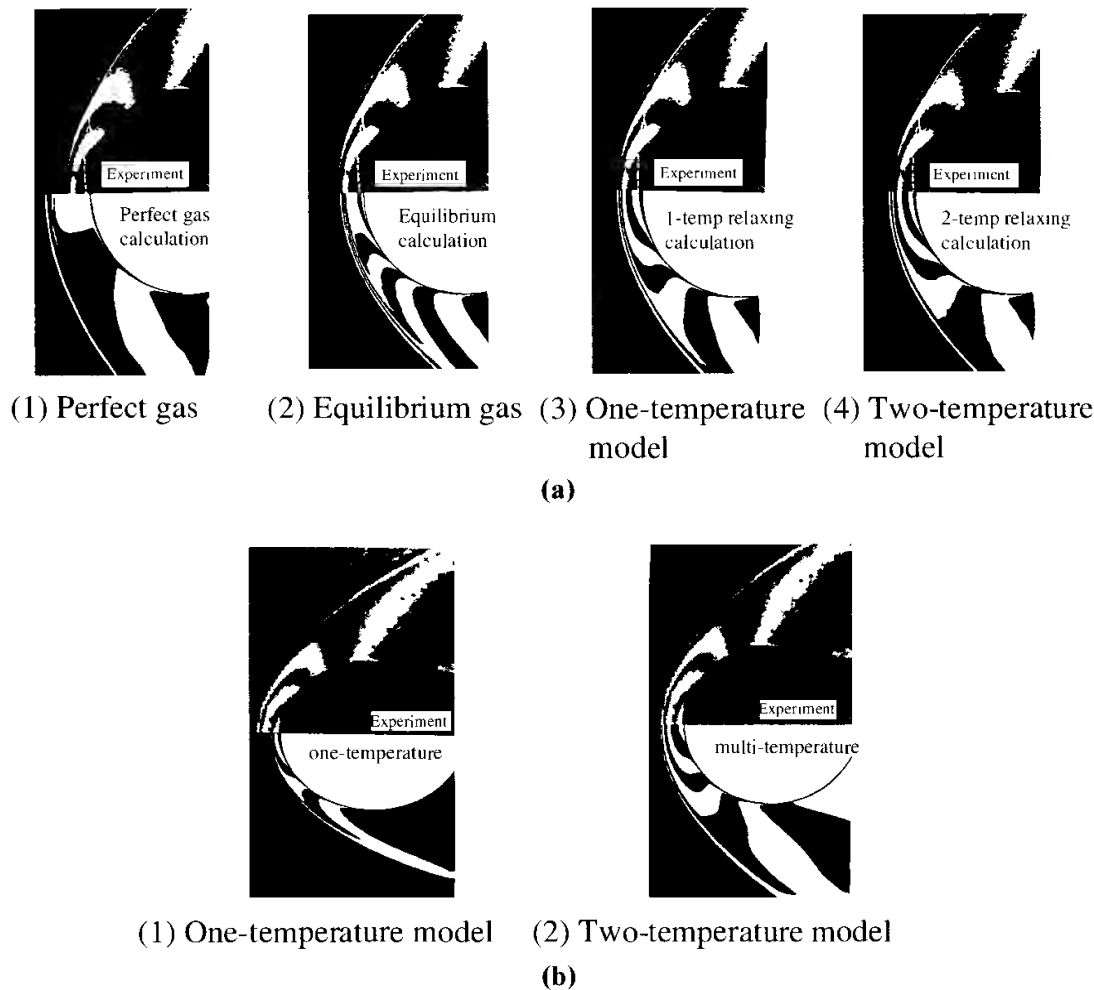 Experiment
Perfect gas
calculation
Experiment
Equilibrium
calculation
Experiment
1-temp relaxing
calculation
Experiment
2-temp relaxing
calculation
(1) Perfect gas
(2) Equilibrium gas
(3) One-temperature
model
(4) Two-temperature
model
(a)
Experiment
one-temperature
Experiment
multi-temperature
(1) One-temperature model
(2) Two-temperature model
(b)